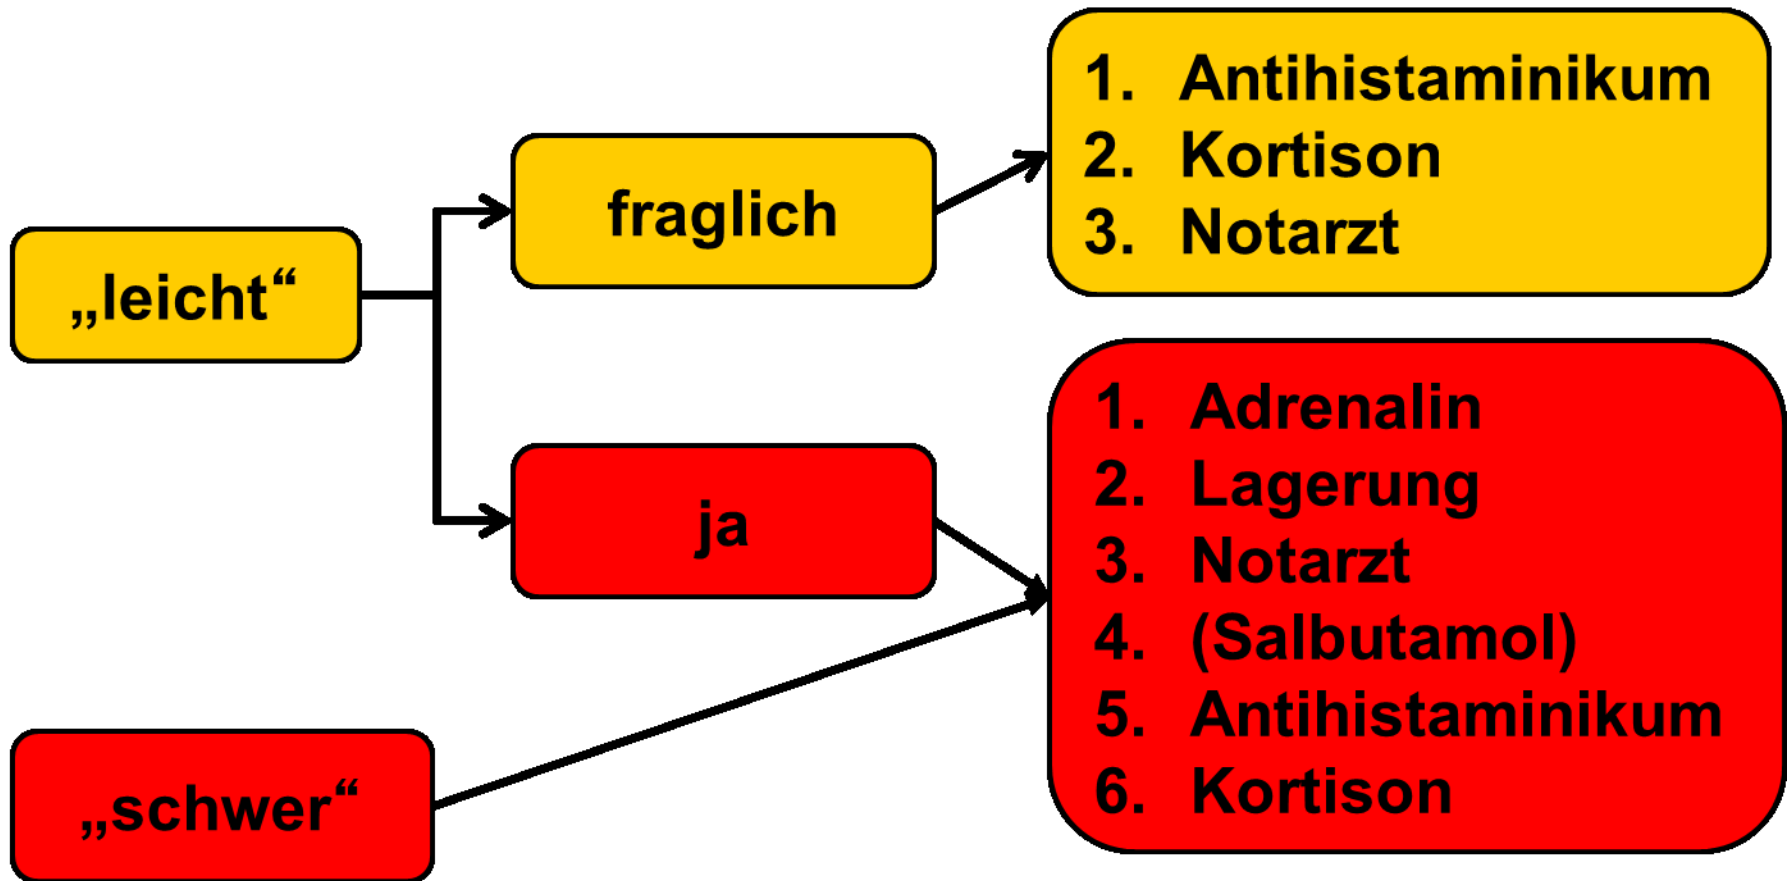 „leicht“
fraglich
1. Antihistaminikum
2. Kortison
3. Notarzt
ja
„schwer“
1. Adrenalin
2. Lagerung
3. Notarzt
4. (Salbutamol)
5. Antihistaminikum
6. Kortison